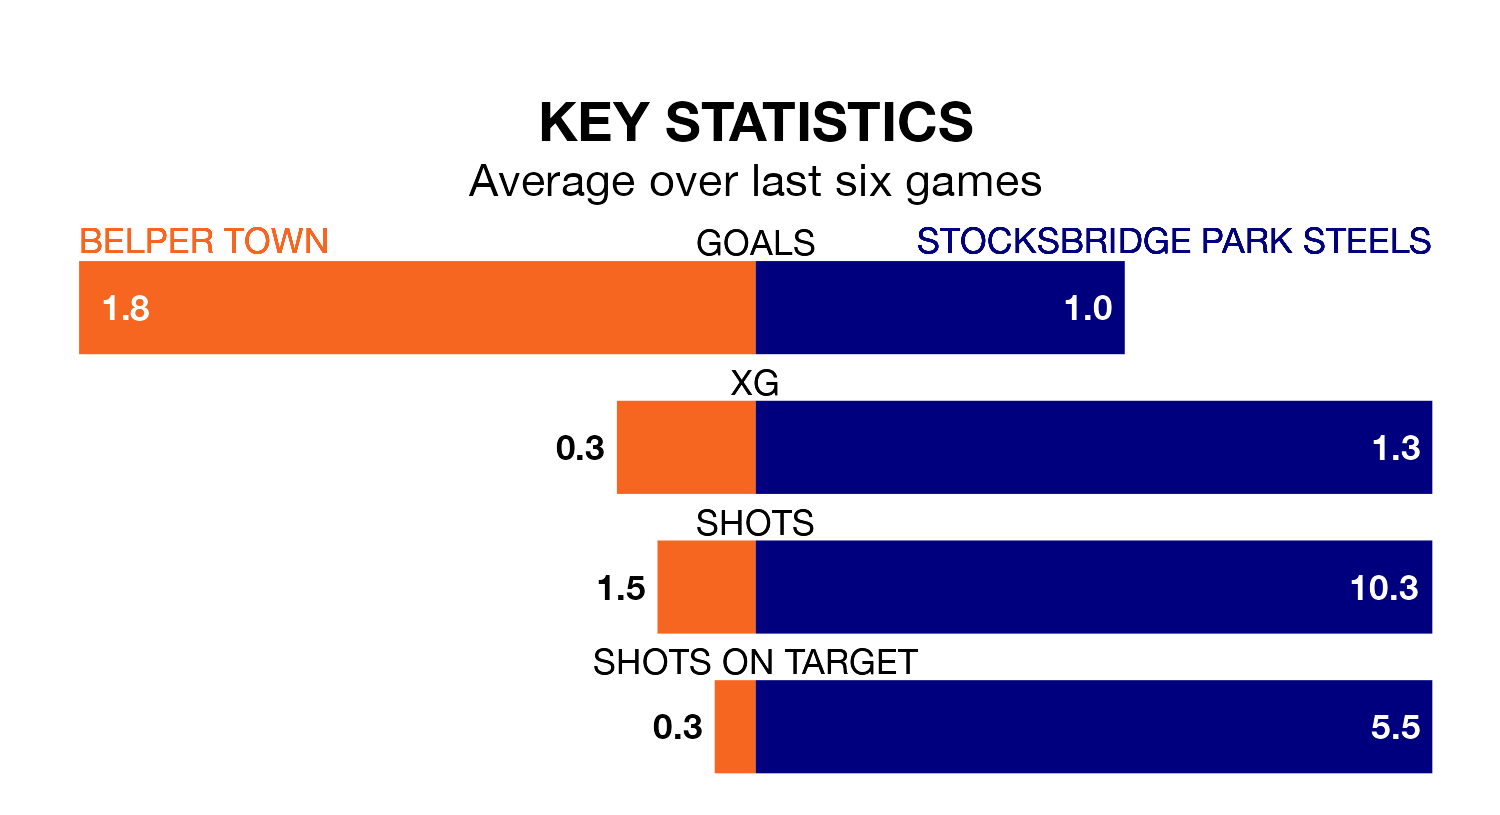 KEY STATISTICS
Average over last six games
BELPER TOWN GOALS STOCKSBRIDGE PARK STEELS
1.8 1.0
XG
0.3 1.3
SHOTS
1.5 10.3
SHOTS ON TARGET
0.3 5.5